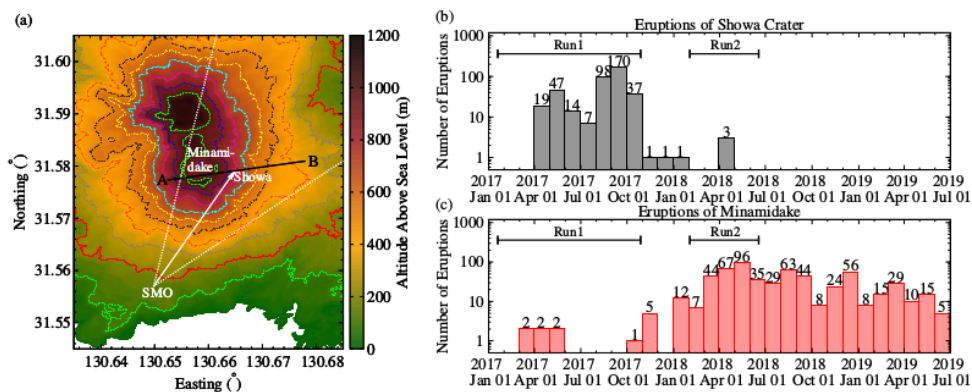 (a)
31.60
31.59
31.58
31.57
31.56
31.55
Northing (°)
130.64 130.65 130.66 130.67 130.68
Easting (°)
Minami-
dake
A
B
Showa
SMO
1200
1000
800
600
400
200
0
Altitude Above Sea Level (m)
(b)
Eruptions of Showa Crater
Run1
Run2
Number of Eruptions
1000
100
10
1
19 47 14 7 98 170 37 1 1 1 3
2017 2017 2017 2017 2018 2018 2018 2018 2019 2019 2019
Jan 01 Apr 01 Jul 01 Oct 01 Jan 01 Apr 01 Jul 01 Oct 01 Jan 01 Apr 01 Jul 01
(c)
Eruptions of Minamidake
Run1
Run2
Number of Eruptions
1000
100
10
1
2 2 2 1 5 12 7 44 67 96 35 29 63 44 8 24 56 8 15 29 10 15 5
2017 2017 2017 2017 2018 2018 2018 2018 2019 2019 2019
Jan 01 Apr 01 Jul 01 Oct 01 Jan 01 Apr 01 Jul 01 Oct 01 Jan 01 Apr 01 Jul 01